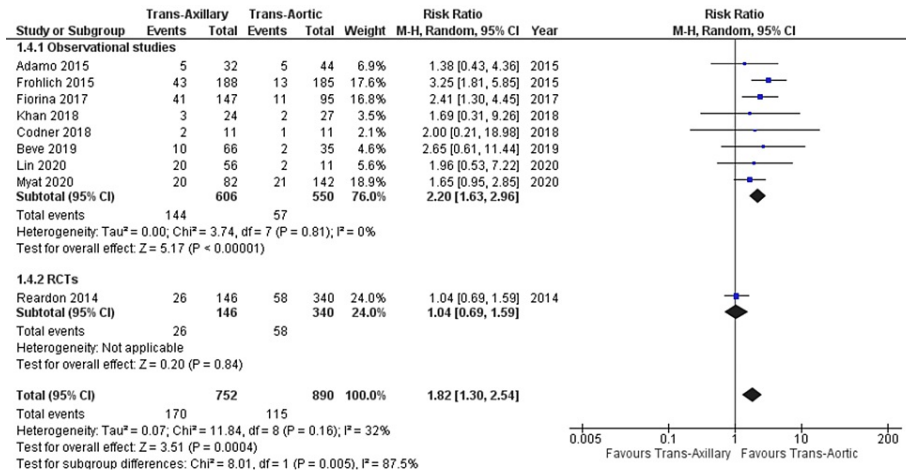 Trans-Axillary Trans-Aortic Risk Ratio Risk Ratio
Study or Subgroup Events Total Events Total Weight M-H, Random, 95% CI Year M-H, Random, 95% CI
1.4.1 Observational studies
Adamo 2015 5 32 5 44 6.9% 1.38 [0.43, 4.36] 2015
Frohlich 2015 43 188 13 185 17.6% 3.25 [1.81, 5.85] 2015
Fiorina 2017 41 147 11 95 16.8% 2.41 [1.30, 4.45] 2017
Khan 2018 3 24 2 27 3.5% 1.69 [0.31, 9.26] 2018
Codner 2018 2 11 1 11 2.1% 2.00 [0.21, 18.98] 2018
Beve 2019 10 66 2 35 4.6% 2.65 [0.61, 11.44] 2019
Lin 2020 20 56 2 11 5.6% 1.96 [0.53, 7.22] 2020
Myat 2020 20 82 21 142 18.9% 1.65 [0.95, 2.85] 2020
Subtotal (95% CI) 606 550 76.0% 2.20 [1.63, 2.96]
Total events 144 57
Heterogeneity: Tau² = 0.00; Chi² = 3.74, df = 7 (P = 0.81); I² = 0%
Test for overall effect: Z = 5.17 (P < 0.00001)
1.4.2 RCTs
Reardon 2014 26 146 58 340 24.0% 1.04 [0.69, 1.59] 2014
Subtotal (95% CI) 146 340 24.0% 1.04 [0.69, 1.59]
Total events 26 58
Heterogeneity: Not applicable
Test for overall effect: Z = 0.20 (P = 0.84)
Total (95% CI) 752 890 100.0% 1.82 [1.30, 2.54]
Total events 170 115
Heterogeneity: Tau² = 0.07; Chi² = 11.84, df = 8 (P = 0.16); I² = 32%
Test for overall effect: Z = 3.51 (P = 0.0004)
Test for subgroup differences: Chi² = 8.01, df = 1 (P = 0.005), I² = 87.5%
0.005 0.1 1 10 200
Favours Trans-Axillary Favours Trans-Aortic